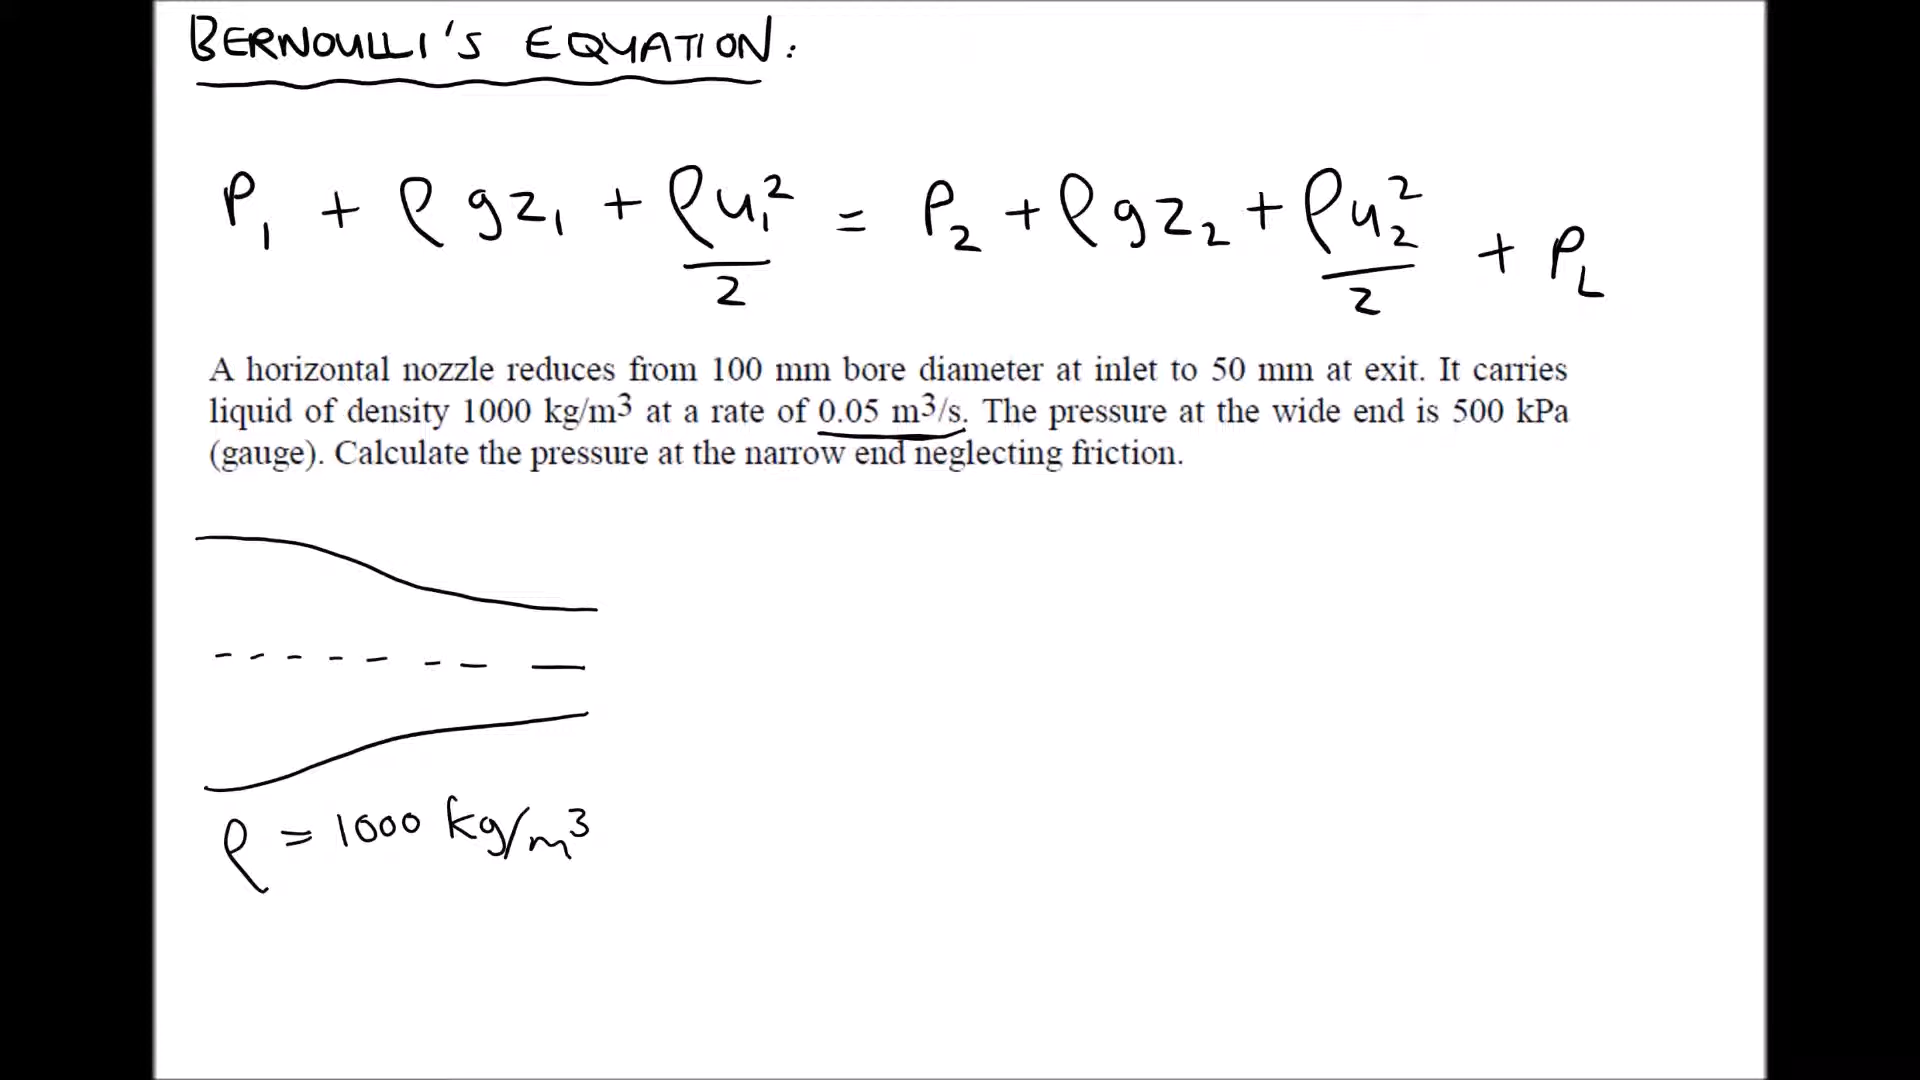 BERNOULLI'S EQUATION:
P₁ + ρgz₁ + ρu₁²/2 = P₂ + ρgz₂ + ρu₂²/2 + P_L
A horizontal nozzle reduces from 100 mm bore diameter at inlet to 50 mm at exit. It carries
liquid of density 1000 kg/m³ at a rate of 0.05 m³/s. The pressure at the wide end is 500 kPa
(gauge). Calculate the pressure at the narrow end neglecting friction.
ρ = 1000 kg/m³